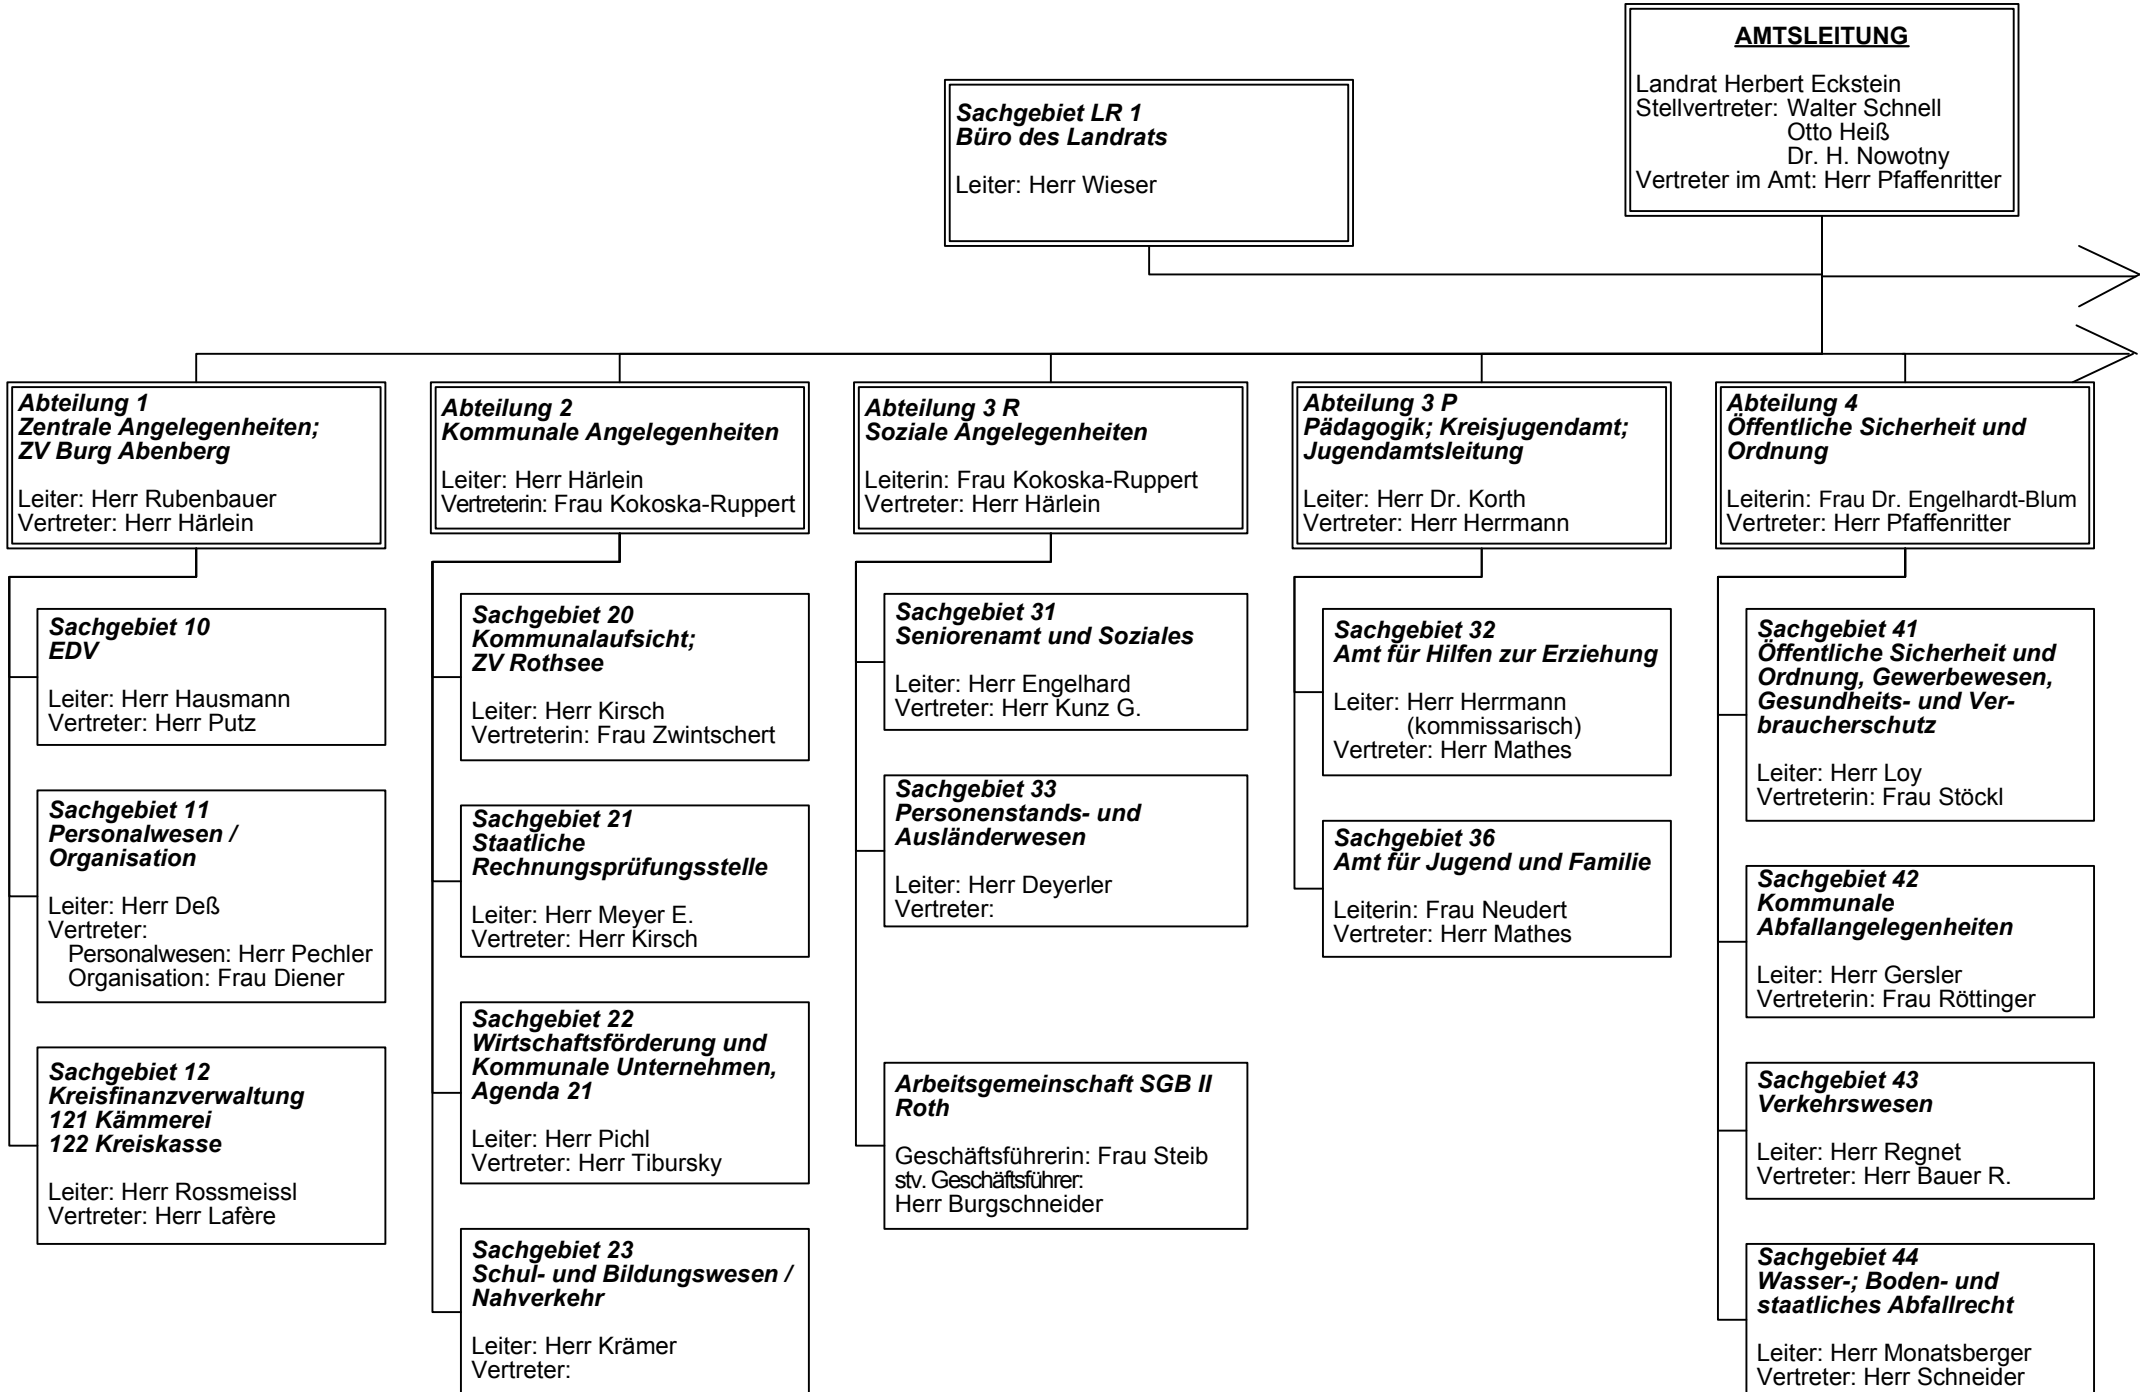 AMTSLEITUNG
Landrat Herbert Eckstein
Stellvertreter: Walter Schnell
Otto Heiß
Dr. H. Nowotny
Vertreter im Amt: Herr Pfaffenritter
Sachgebiet LR 1
Büro des Landrats
Leiter: Herr Wieser
Abteilung 1
Zentrale Angelegenheiten;
ZV Burg Abenberg
Leiter: Herr Rubenbauer
Vertreter: Herr Härlein
Sachgebiet 10
EDV
Leiter: Herr Hausmann
Vertreter: Herr Putz
Sachgebiet 11
Personalwesen /
Organisation
Leiter: Herr Deß
Vertreter:
Personalwesen: Herr Pechler
Organisation: Frau Diener
Sachgebiet 12
Kreisfinanzverwaltung
121 Kämmerei
122 Kreiskasse
Leiter: Herr Rossmeissl
Vertreter: Herr Lafère
Abteilung 2
Kommunale Angelegenheiten
Leiter: Herr Härlein
Vertreterin: Frau Kokoska-Ruppert
Sachgebiet 20
Kommunalaufsicht;
ZV Rothsee
Leiter: Herr Kirsch
Vertreterin: Frau Zwintschert
Sachgebiet 21
Staatliche
Rechnungsprüfungsstelle
Leiter: Herr Meyer E.
Vertreter: Herr Kirsch
Sachgebiet 22
Wirtschaftsförderung und
Kommunale Unternehmen,
Agenda 21
Leiter: Herr Pichl
Vertreter: Herr Tibursky
Sachgebiet 23
Schul- und Bildungswesen /
Nahverkehr
Leiter: Herr Krämer
Vertreter:
Abteilung 3 R
Soziale Angelegenheiten
Leiterin: Frau Kokoska-Ruppert
Vertreter: Herr Härlein
Sachgebiet 31
Seniorenamt und Soziales
Leiter: Herr Engelhard
Vertreter: Herr Kunz G.
Sachgebiet 33
Personenstands- und
Ausländerwesen
Leiter: Herr Deyerler
Vertreter:
Arbeitsgemeinschaft SGB II
Roth
Geschäftsführerin: Frau Steib
stv. Geschäftsführer:
Herr Burgschneider
Abteilung 3 P
Pädagogik; Kreisjugendamt;
Jugendamtsleitung
Leiter: Herr Dr. Korth
Vertreter: Herr Herrmann
Sachgebiet 32
Amt für Hilfen zur Erziehung
Leiter: Herr Herrmann
(kommissarisch)
Vertreter: Herr Mathes
Sachgebiet 36
Amt für Jugend und Familie
Leiterin: Frau Neudert
Vertreter: Herr Mathes
Abteilung 4
Öffentliche Sicherheit und
Ordnung
Leiterin: Frau Dr. Engelhardt-Blum
Vertreter: Herr Pfaffenritter
Sachgebiet 41
Öffentliche Sicherheit und
Ordnung, Gewerbewesen,
Gesundheits- und Ver-
braucherschutz
Leiter: Herr Loy
Vertreterin: Frau Stöckl
Sachgebiet 42
Kommunale
Abfallangelegenheiten
Leiter: Herr Gersler
Vertreterin: Frau Röttinger
Sachgebiet 43
Verkehrswesen
Leiter: Herr Regnet
Vertreter: Herr Bauer R.
Sachgebiet 44
Wasser-; Boden- und
staatliches Abfallrecht
Leiter: Herr Monatsberger
Vertreter: Herr Schneider